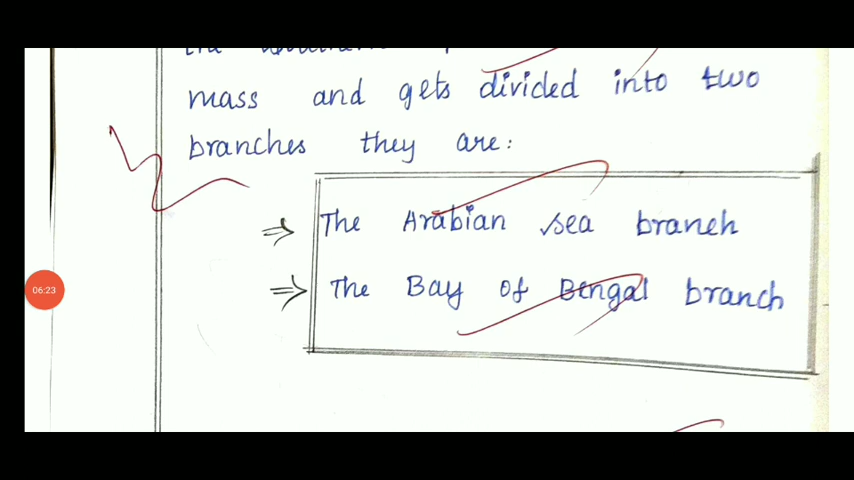 mass and gets divided into two
branches they are:
⇒ The Arabian sea branch
⇒ The Bay of Bengal branch
06:23